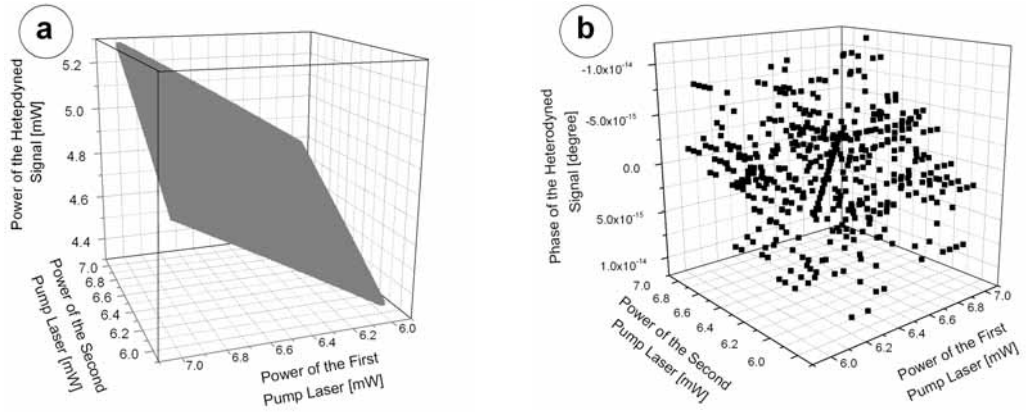 a
Power of the Hetepdyned
Signal [mW]
5.2
5.0
4.8
4.6
4.4
7.0
6.8
6.6
6.4
6.2
6.0
Power of the Second
Pump Laser [mW]
7.0
6.8
6.6
6.4
6.2
6.0
Power of the First
Pump Laser [mW]
b
Phase of the Heterodyned
Signal [degree]
-1.0x10⁻¹⁴
-5.0x10⁻¹⁵
0.0
5.0x10⁻¹⁵
1.0x10⁻¹⁴
7.0
6.8
6.6
6.4
6.2
6.0
Power of the Second
Pump Laser [mW]
6.0
6.2
6.4
6.6
6.8
7.0
Power of the First
Pump Laser [mW]